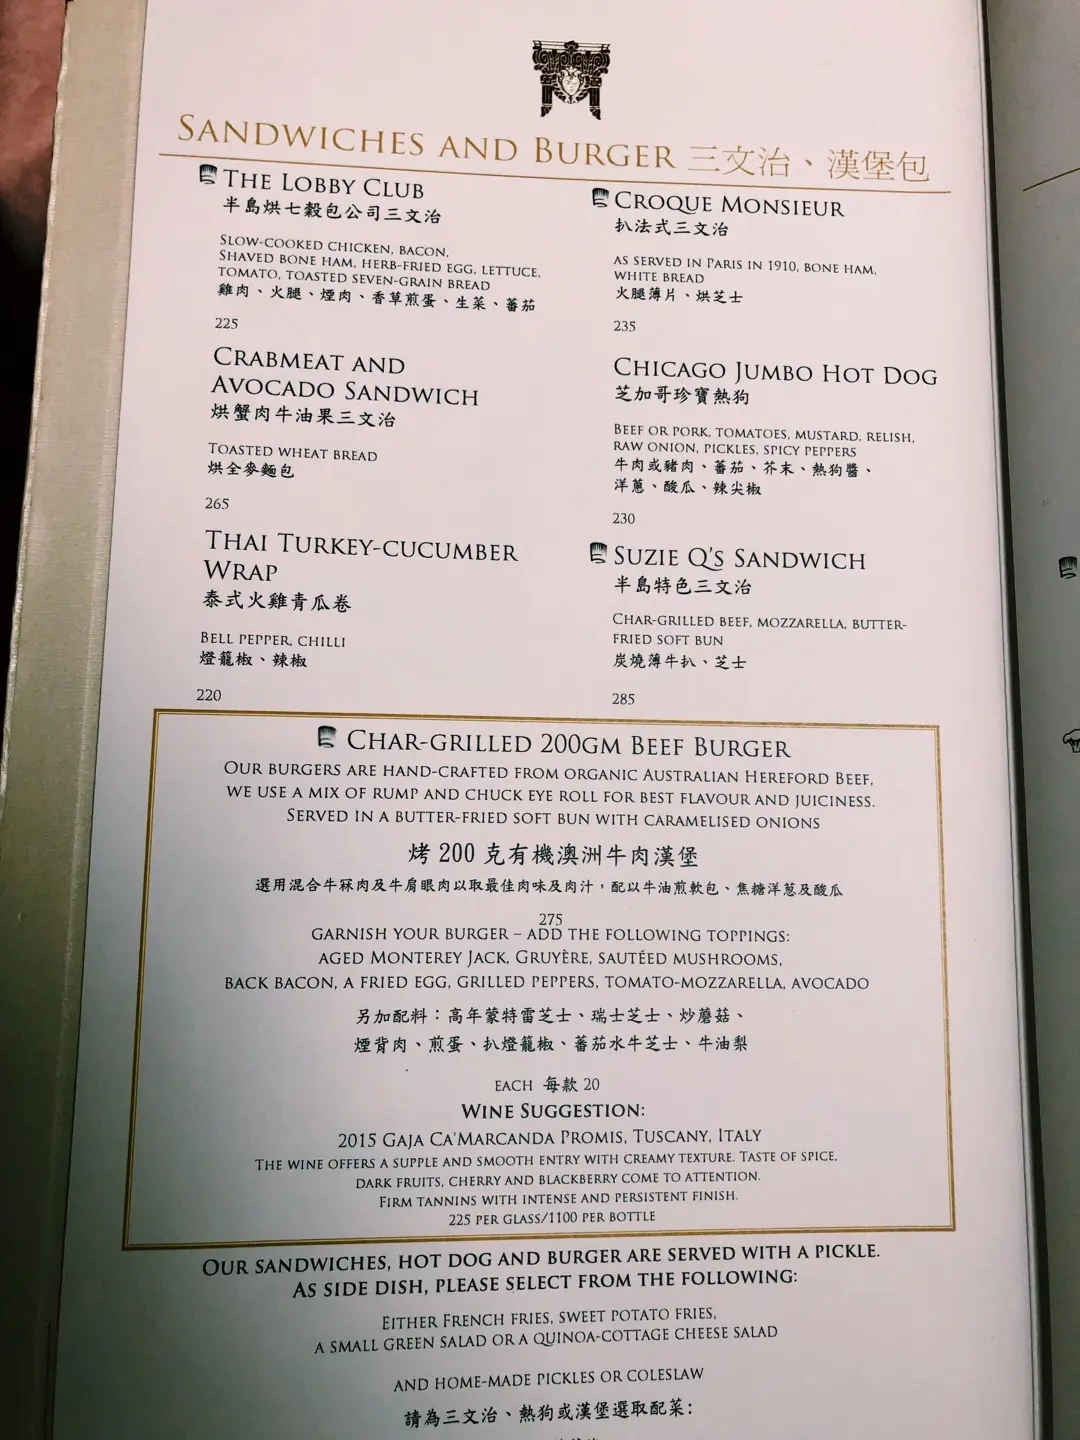 SANDWICHES AND BURGER 三文治、漢堡包
THE LOBBY CLUB
半島烘七穀包公司三文治
SLOW-COOKED CHICKEN, BACON,
SHAVED BONE HAM, HERB-FRIED EGG, LETTUCE,
TOMATO, TOASTED SEVEN-GRAIN BREAD
雞肉、火腿、煙肉、香草煎蛋、生菜、蕃茄
225
CRABMEAT AND
AVOCADO SANDWICH
烘蟹肉牛油果三文治
TOASTED WHEAT BREAD
烘全麥麵包
265
THAI TURKEY-CUCUMBER
WRAP
泰式火雞青瓜卷
BELL PEPPER, CHILLI
燈籠椒、辣椒
220
CROQUE MONSIEUR
扒法式三文治
AS SERVED IN PARIS IN 1910, BONE HAM,
WHITE BREAD
火腿薄片、烘芝士
235
CHICAGO JUMBO HOT DOG
芝加哥珍寶熱狗
BEEF OR PORK, TOMATOES, MUSTARD, RELISH,
RAW ONION, PICKLES, SPICY PEPPERS
牛肉或豬肉、蕃茄、芥末、熱狗醬、
洋蔥、酸瓜、辣尖椒
230
SUZIE Q'S SANDWICH
半島特色三文治
CHAR-GRILLED BEEF, MOZZARELLA, BUTTER-
FRIED SOFT BUN
炭燒薄牛扒、芝士
285
CHAR-GRILLED 200GM BEEF BURGER
OUR BURGERS ARE HAND-CRAFTED FROM ORGANIC AUSTRALIAN HEREFORD BEEF,
WE USE A MIX OF RUMP AND CHUCK EYE ROLL FOR BEST FLAVOUR AND JUICINESS.
SERVED IN A BUTTER-FRIED SOFT BUN WITH CARAMELISED ONIONS
烤 200 克有機澳洲牛肉漢堡
選用混合牛冧肉及牛肩眼肉以取最佳肉味及肉汁，配以牛油煎軟包、焦糖洋蔥及酸瓜
275
GARNISH YOUR BURGER – ADD THE FOLLOWING TOPPINGS:
AGED MONTEREY JACK, GRUYÈRE, SAUTÉED MUSHROOMS,
BACK BACON, A FRIED EGG, GRILLED PEPPERS, TOMATO-MOZZARELLA, AVOCADO
另加配料：高年蒙特雷芝士、瑞士芝士、炒蘑菇、
煙背肉、煎蛋、扒燈籠椒、蕃茄水牛芝士、牛油梨
EACH 每款 20
WINE SUGGESTION:
2015 GAJA CA'MARCANDA PROMIS, TUSCANY, ITALY
THE WINE OFFERS A SUPPLE AND SMOOTH ENTRY WITH CREAMY TEXTURE. TASTE OF SPICE,
DARK FRUITS, CHERRY AND BLACKBERRY COME TO ATTENTION.
FIRM TANNINS WITH INTENSE AND PERSISTENT FINISH.
225 PER GLASS/1100 PER BOTTLE
OUR SANDWICHES, HOT DOG AND BURGER ARE SERVED WITH A PICKLE.
AS SIDE DISH, PLEASE SELECT FROM THE FOLLOWING:
EITHER FRENCH FRIES, SWEET POTATO FRIES,
A SMALL GREEN SALAD OR A QUINOA-COTTAGE CHEESE SALAD
AND HOME-MADE PICKLES OR COLESLAW
請為三文治、熱狗或漢堡選取配菜: